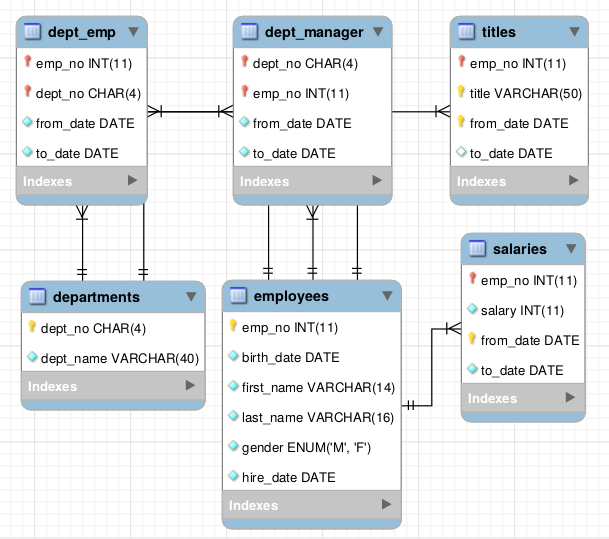 dept_emp
emp_no INT(11)
dept_no CHAR(4)
from_date DATE
to_date DATE
Indexes
dept_manager
dept_no CHAR(4)
emp_no INT(11)
from_date DATE
to_date DATE
Indexes
titles
emp_no INT(11)
title VARCHAR(50)
from_date DATE
to_date DATE
Indexes
departments
dept_no CHAR(4)
dept_name VARCHAR(40)
Indexes
employees
emp_no INT(11)
birth_date DATE
first_name VARCHAR(14)
last_name VARCHAR(16)
gender ENUM('M', 'F')
hire_date DATE
Indexes
salaries
emp_no INT(11)
salary INT(11)
from_date DATE
to_date DATE
Indexes